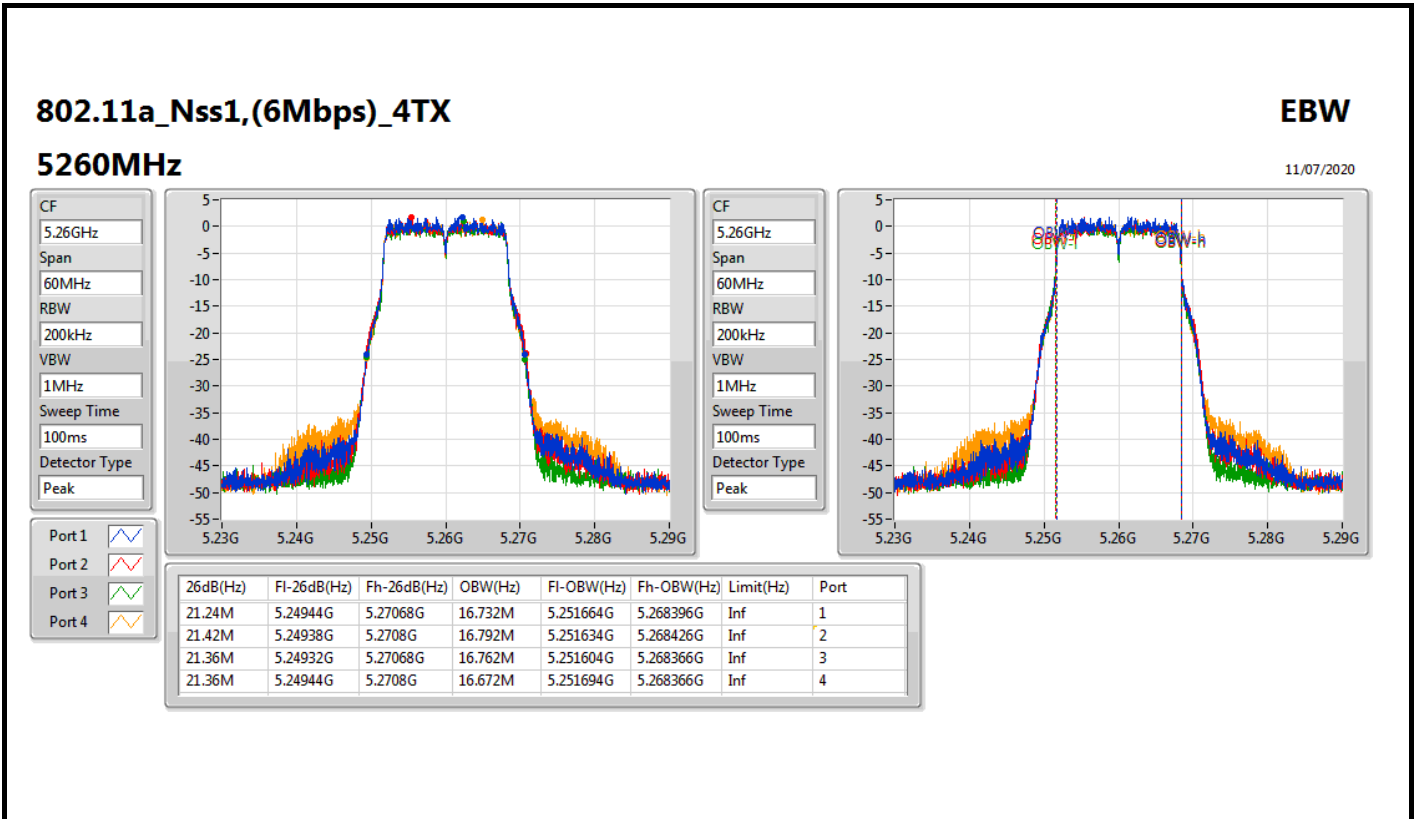 802.11a_Nss1,(6Mbps)_4TX
EBW
5260MHz
11/07/2020
CF
5.26GHz
Span
60MHz
RBW
200kHz
VBW
1MHz
Sweep Time
100ms
Detector Type
Peak
5
0
-5
-10
-15
-20
-25
-30
-35
-40
-45
-50
-55
5.23G 5.24G 5.25G 5.26G 5.27G 5.28G 5.29G
CF
5.26GHz
Span
60MHz
RBW
200kHz
VBW
1MHz
Sweep Time
100ms
Detector Type
Peak
5
0
-5
-10
-15
-20
-25
-30
-35
-40
-45
-50
-55
OBW-l
OBW-h
5.23G 5.24G 5.25G 5.26G 5.27G 5.28G 5.29G
Port 1
Port 2
Port 3
Port 4
26dB(Hz) Fl-26dB(Hz) Fh-26dB(Hz) OBW(Hz) Fl-OBW(Hz) Fh-OBW(Hz) Limit(Hz) Port
21.24M 5.24944G 5.27068G 16.732M 5.251664G 5.268396G Inf 1
21.42M 5.24938G 5.2708G 16.792M 5.251634G 5.268426G Inf 2
21.36M 5.24932G 5.27068G 16.762M 5.251604G 5.268366G Inf 3
21.36M 5.24944G 5.2708G 16.672M 5.251694G 5.268366G Inf 4